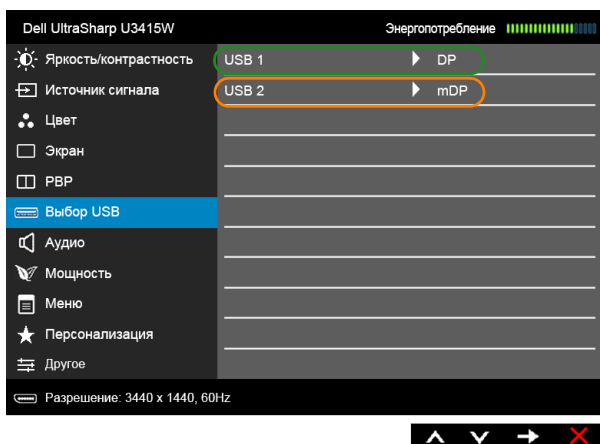 Dell UltraSharp U3415W Энергопотребление
Яркость/контрастность USB 1 DP
Источник сигнала USB 2 mDP
Цвет
Экран
PBP
Выбор USB
Аудио
Мощность
Меню
Персонализация
Другое
Разрешение: 3440 x 1440, 60Hz